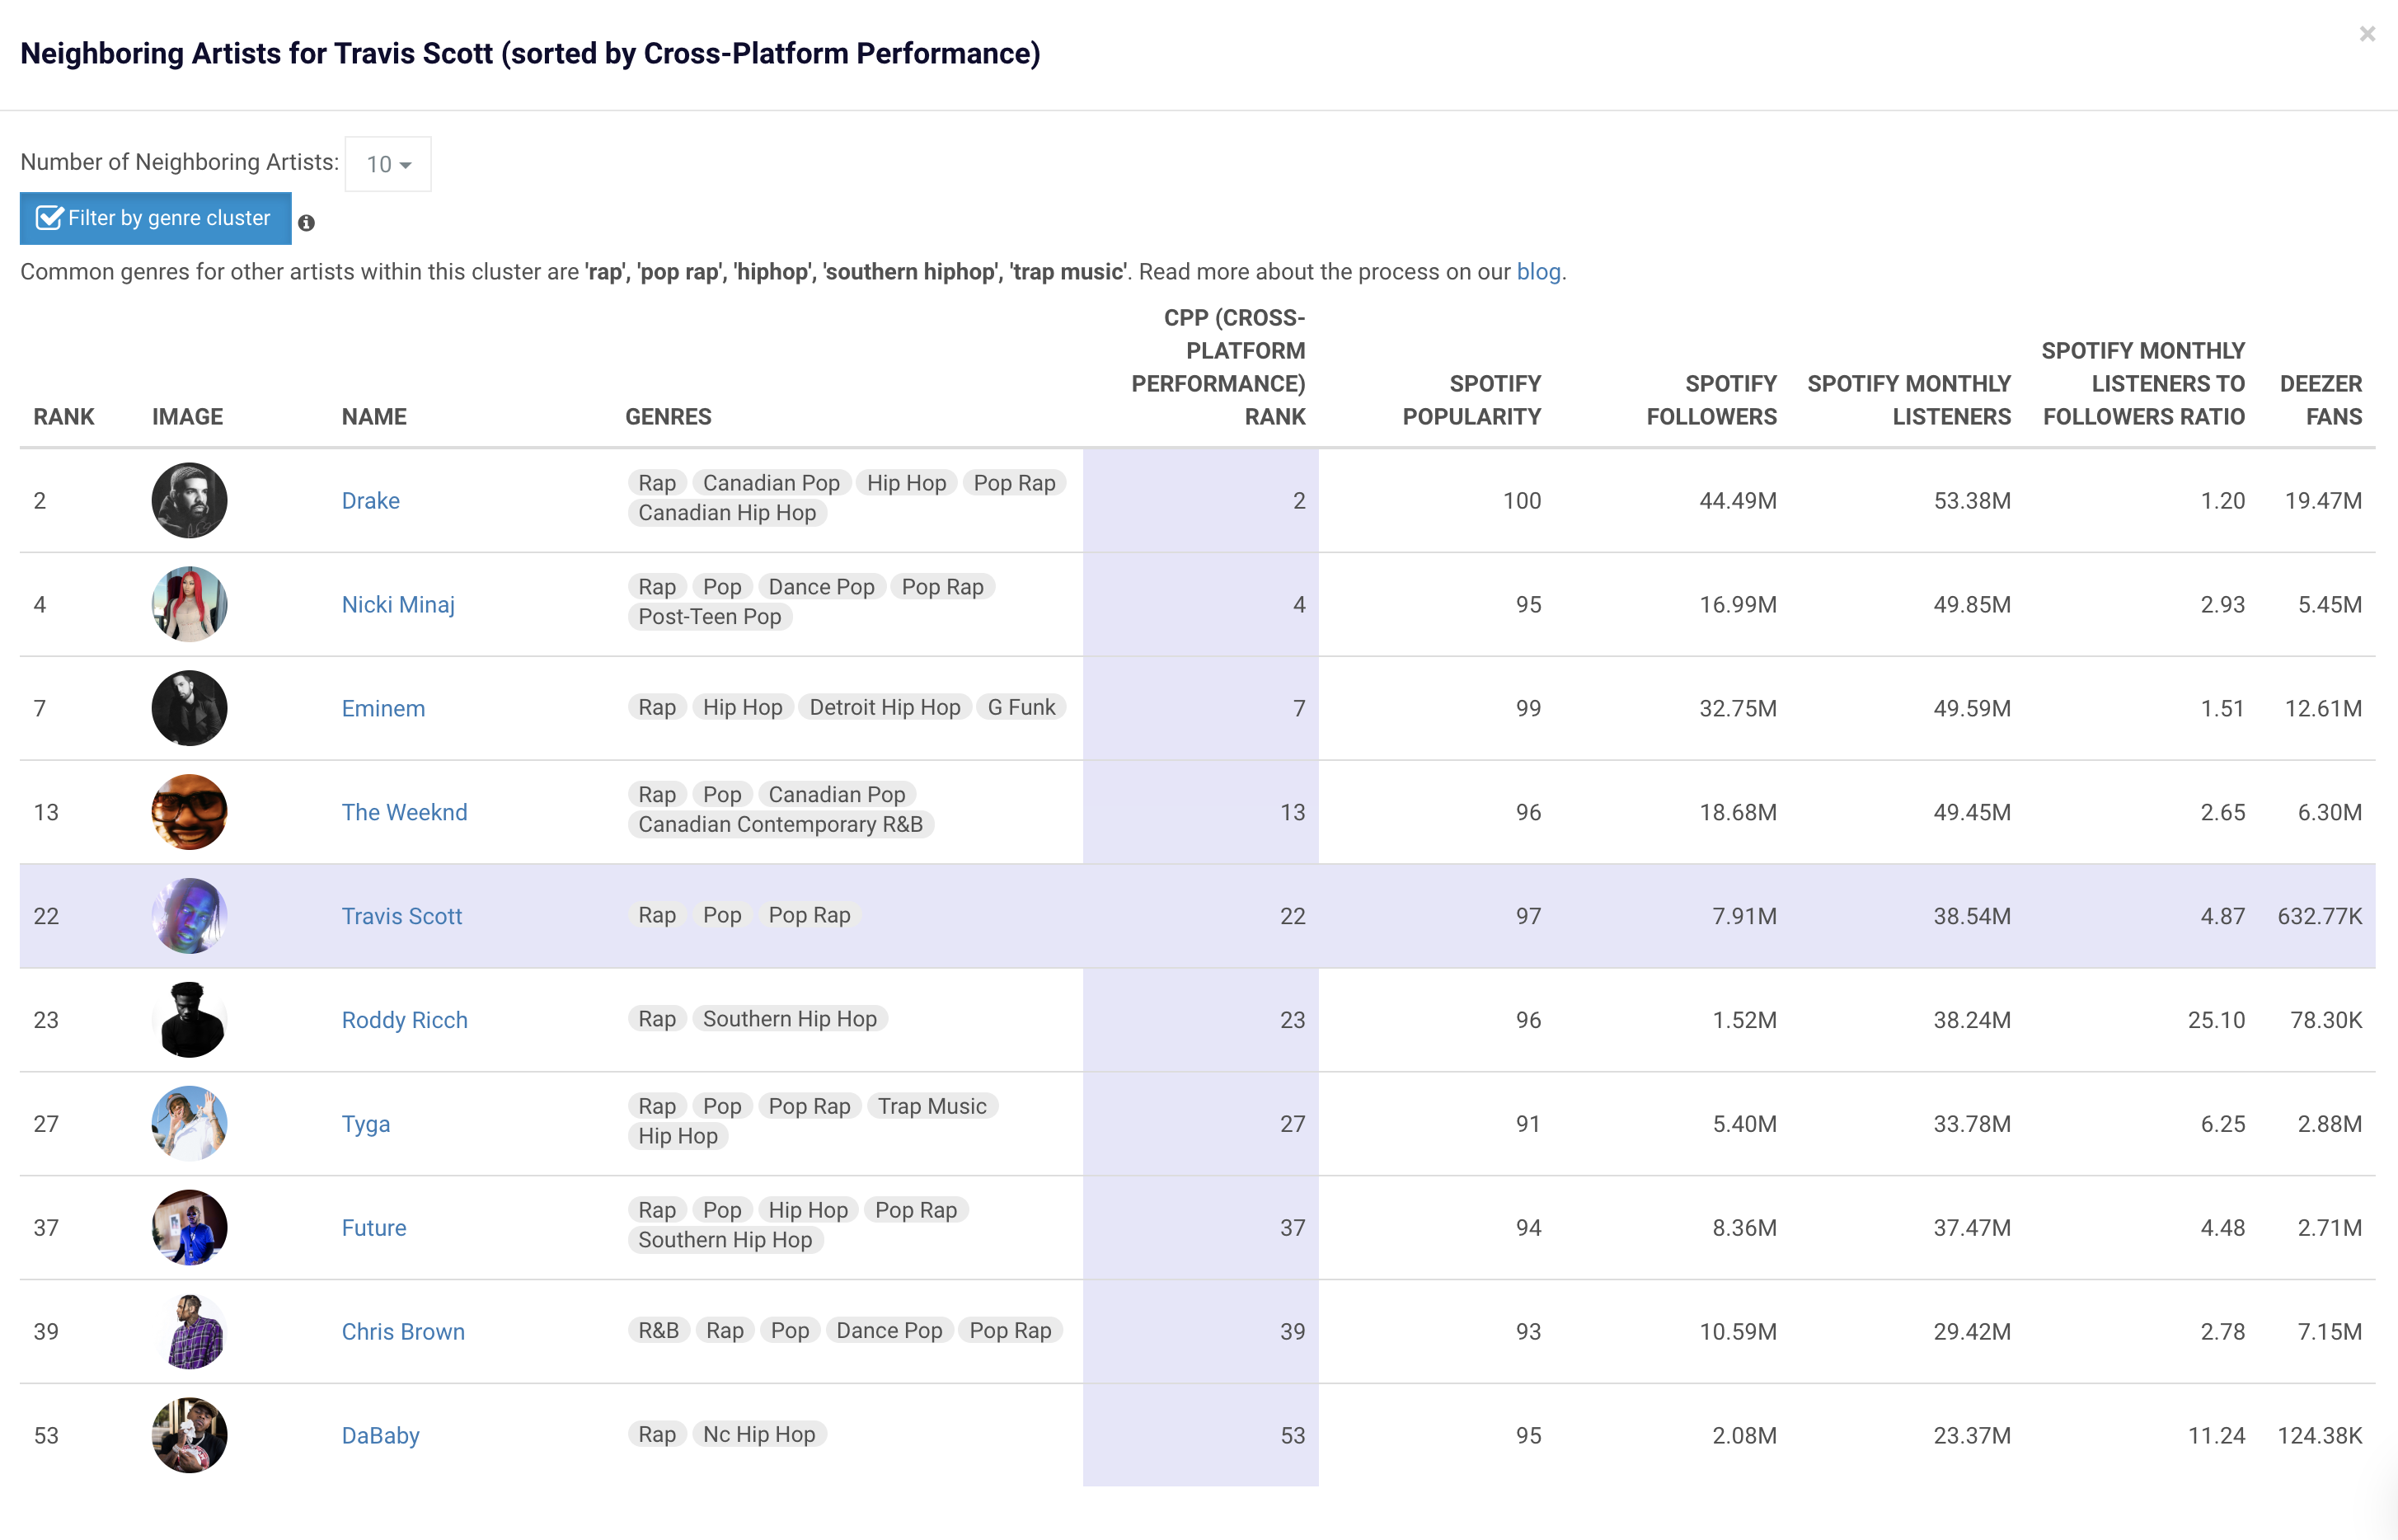 ×
Neighboring Artists for Travis Scott (sorted by Cross-Platform Performance)
Number of Neighboring Artists: 10
Filter by genre cluster
Common genres for other artists within this cluster are 'rap', 'pop rap', 'hiphop', 'southern hiphop', 'trap music'. Read more about the process on our blog.
RANK IMAGE NAME GENRES CPP (CROSS-PLATFORM PERFORMANCE) RANK SPOTIFY POPULARITY SPOTIFY FOLLOWERS SPOTIFY MONTHLY LISTENERS SPOTIFY MONTHLY LISTENERS TO FOLLOWERS RATIO DEEZER FANS
2 Drake Rap Canadian Pop Hip Hop Pop Rap Canadian Hip Hop 2 100 44.49M 53.38M 1.20 19.47M
4 Nicki Minaj Rap Pop Dance Pop Pop Rap Post-Teen Pop 4 95 16.99M 49.85M 2.93 5.45M
7 Eminem Rap Hip Hop Detroit Hip Hop G Funk 7 99 32.75M 49.59M 1.51 12.61M
13 The Weeknd Rap Pop Canadian Pop Canadian Contemporary R&B 13 96 18.68M 49.45M 2.65 6.30M
22 Travis Scott Rap Pop Pop Rap 22 97 7.91M 38.54M 4.87 632.77K
23 Roddy Ricch Rap Southern Hip Hop 23 96 1.52M 38.24M 25.10 78.30K
27 Tyga Rap Pop Pop Rap Trap Music Hip Hop 27 91 5.40M 33.78M 6.25 2.88M
37 Future Rap Pop Hip Hop Pop Rap Southern Hip Hop 37 94 8.36M 37.47M 4.48 2.71M
39 Chris Brown R&B Rap Pop Dance Pop Pop Rap 39 93 10.59M 29.42M 2.78 7.15M
53 DaBaby Rap Nc Hip Hop 53 95 2.08M 23.37M 11.24 124.38K